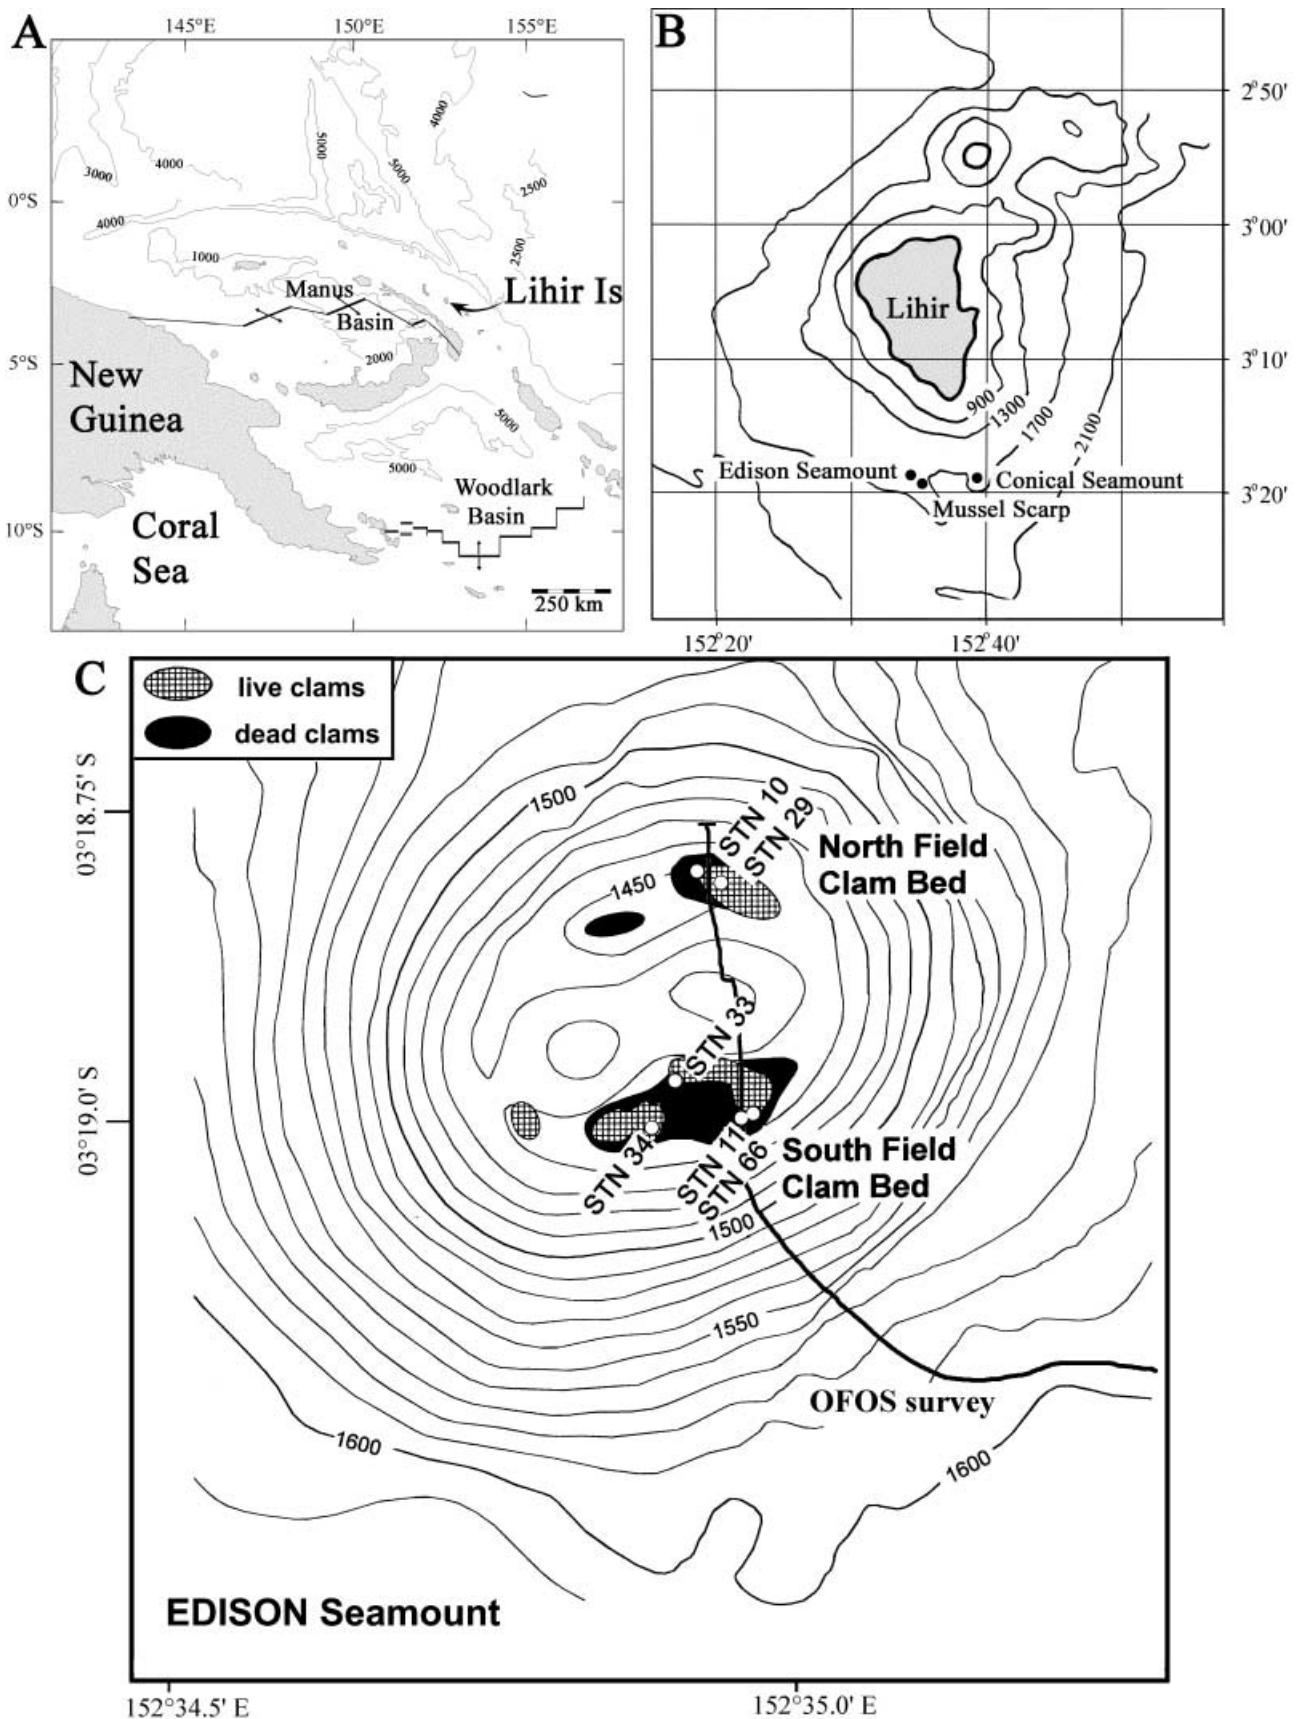 A
145°E
150°E
155°E
4000
5000
5000
4000
3000
2500
0°S
4000
2500
1000
Manus
Basin
Lihir Is
2000
5°S
New
Guinea
5000
5000
Woodlark
Basin
10°S
Coral
Sea
250 km
B
2°50'
3°00'
Lihir
3°10'
900
1300
1700
2100
Edison Seamount
Conical Seamount
Mussel Scarp
3°20'
152°20'
152°40'
C
live clams
dead clams
03°18.75' S
1500
STN 10
STN 29
North Field
Clam Bed
1450
STN 33
03°19.0' S
STN 34
STN 11
STN 66
South Field
Clam Bed
1500
1550
OFOS survey
1600
1600
EDISON Seamount
152°34.5' E
152°35.0' E